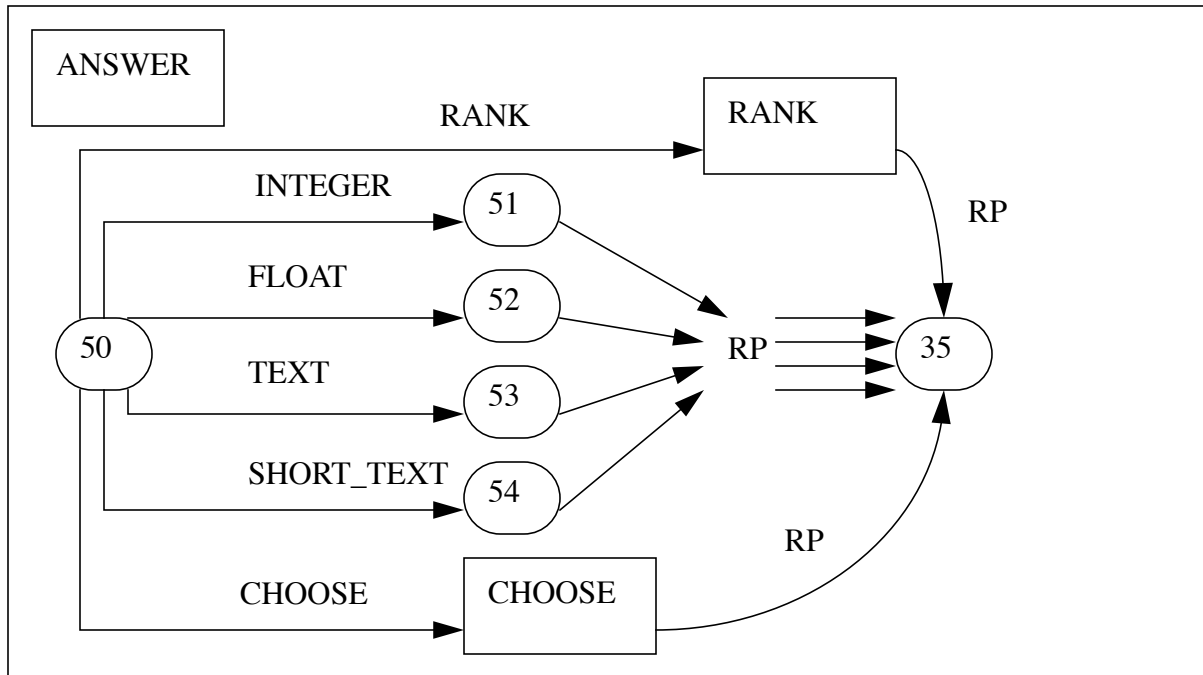 ANSWER
RANK
RANK
RP
INTEGER
51
FLOAT
52
50
RP
35
TEXT
53
SHORT_TEXT
54
RP
CHOOSE
CHOOSE